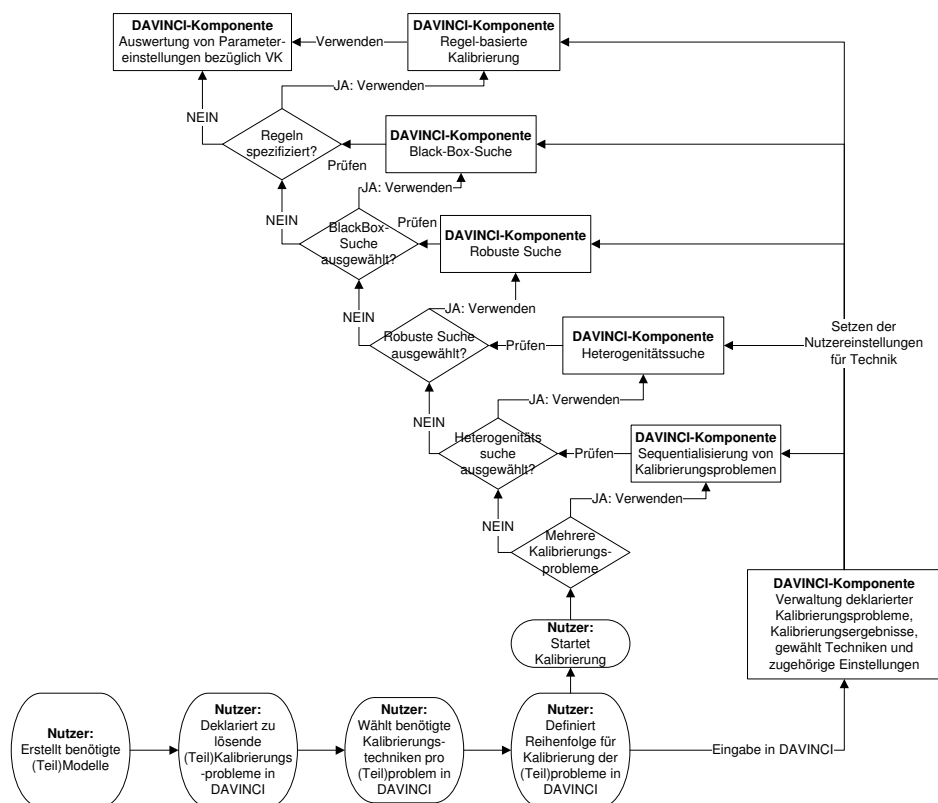 DAVINCI-Komponente
Auswertung von Parameter-
einstellungen bezüglich VK
Verwenden
DAVINCI-Komponente
Regel-basierte
Kalibrierung
JA: Verwenden
NEIN
Regeln
spezifiziert?
Prüfen
DAVINCI-Komponente
Black-Box-Suche
JA: Verwenden
NEIN
BlackBox-
Suche
ausgewählt?
Prüfen
DAVINCI-Komponente
Robuste Suche
JA: Verwenden
NEIN
Robuste Suche
ausgewählt?
Prüfen
DAVINCI-Komponente
Heterogenitätssuche
Setzen der
Nutzereinstellungen
für Technik
JA: Verwenden
NEIN
Heterogenitäts
suche
ausgewählt?
Prüfen
DAVINCI-Komponente
Sequentialisierung von
Kalibrierungsproblemen
JA: Verwenden
NEIN
Mehrere
Kalibrierungs-
probleme
DAVINCI-Komponente
Verwaltung deklarierter
Kalibrierungsprobleme,
Kalibrierungsergebnisse,
gewählt Techniken und
zugehörige Einstellungen
Nutzer:
Startet
Kalibrierung
Nutzer:
Erstellt benötigte
(Teil)Modelle
Nutzer:
Deklariert zu
lösende
(Teil)Kalibrierungs
-probleme in
DAVINCI
Nutzer:
Wählt benötigte
Kalibrierungs-
techniken pro
(Teil)problem in
DAVINCI
Nutzer:
Definiert
Reihenfolge für
Kalibrierung der
(Teil)probleme in
DAVINCI
Eingabe in DAVINCI